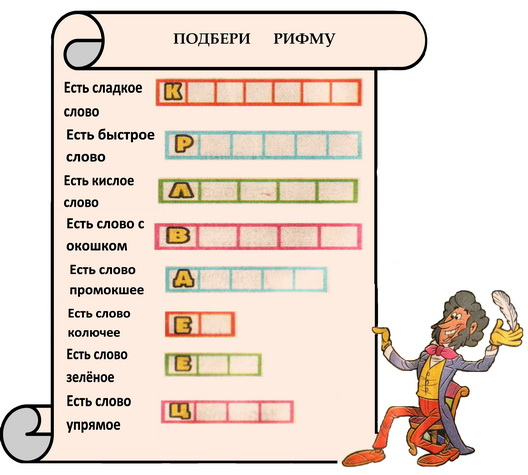 ПОДБЕРИ РИФМУ
Есть сладкое
слово
К
Есть быстрое
слово
Р
Есть кислое
слово
Л
Есть слово с
окошком
В
Есть слово
промокшее
Д
Есть слово
колючее
Е
Есть слово
зелёное
Е
Есть слово
упрямое
Ц